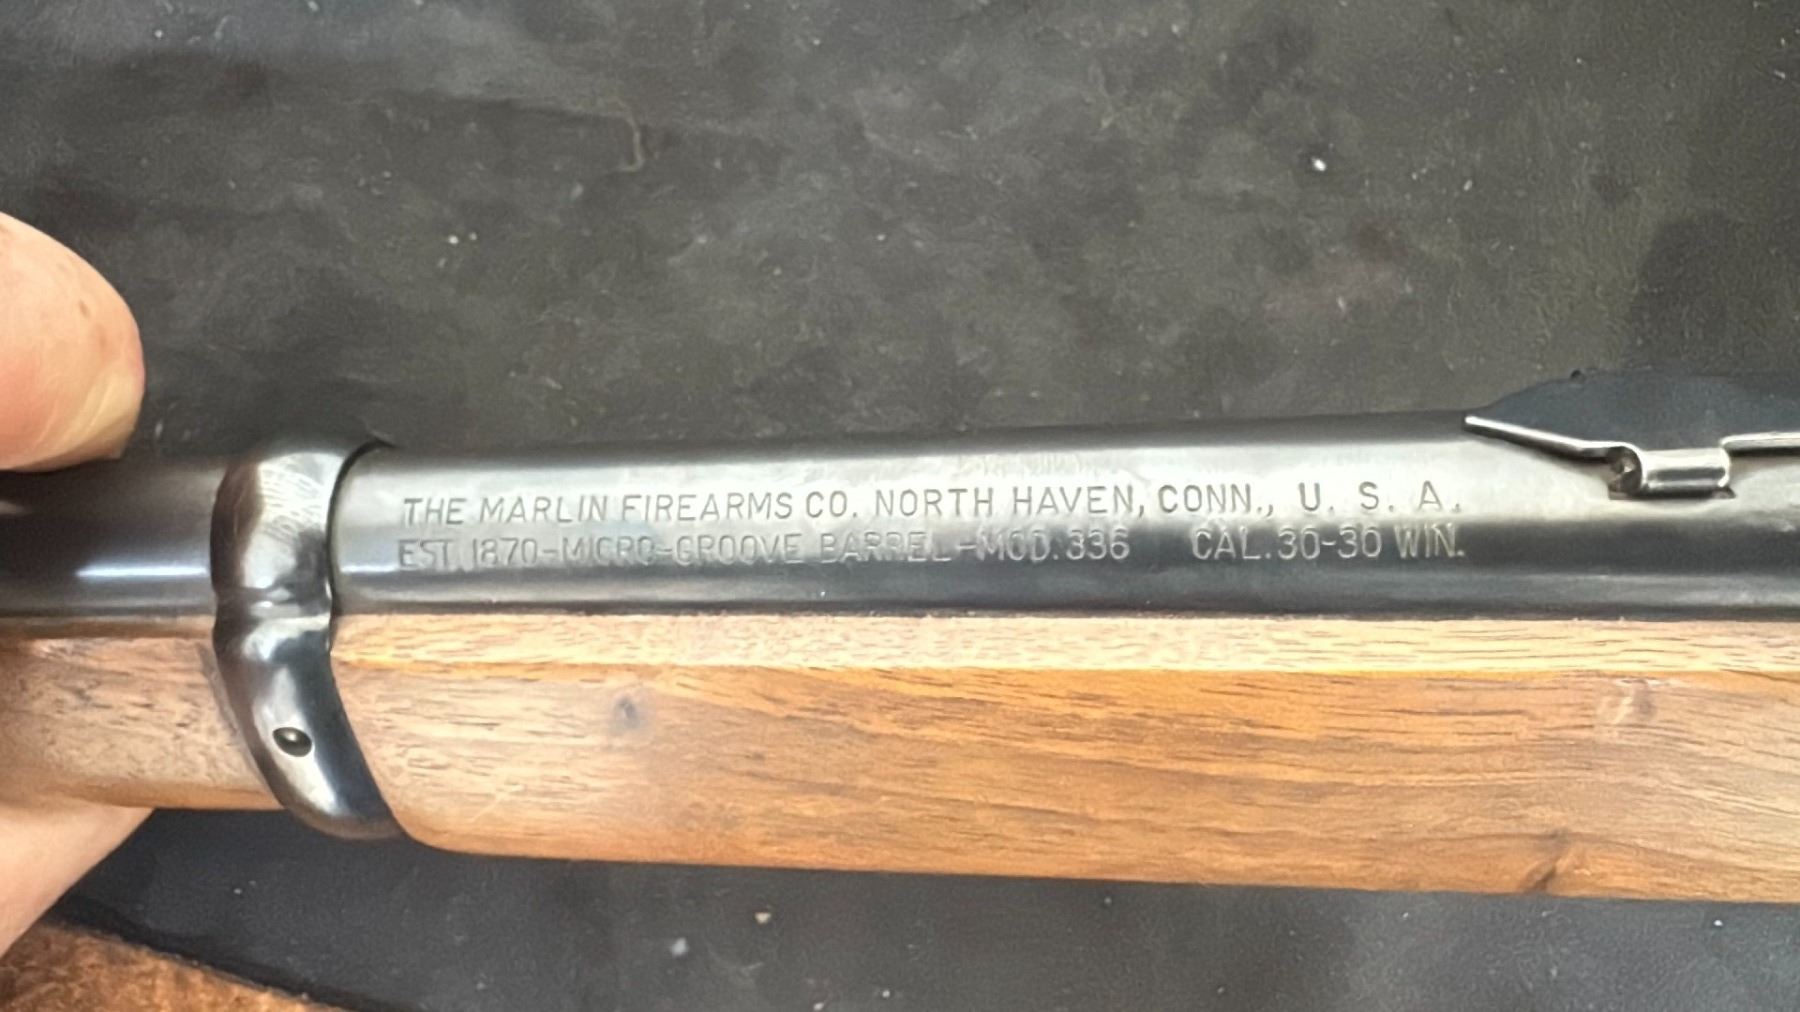 THE MARLIN FIREARMS CO. NORTH HAVEN, CONN., U. S. A.
EST. 1870-MICRO-GROOVE BARREL-MOD. 336 CAL.30-30 WIN.